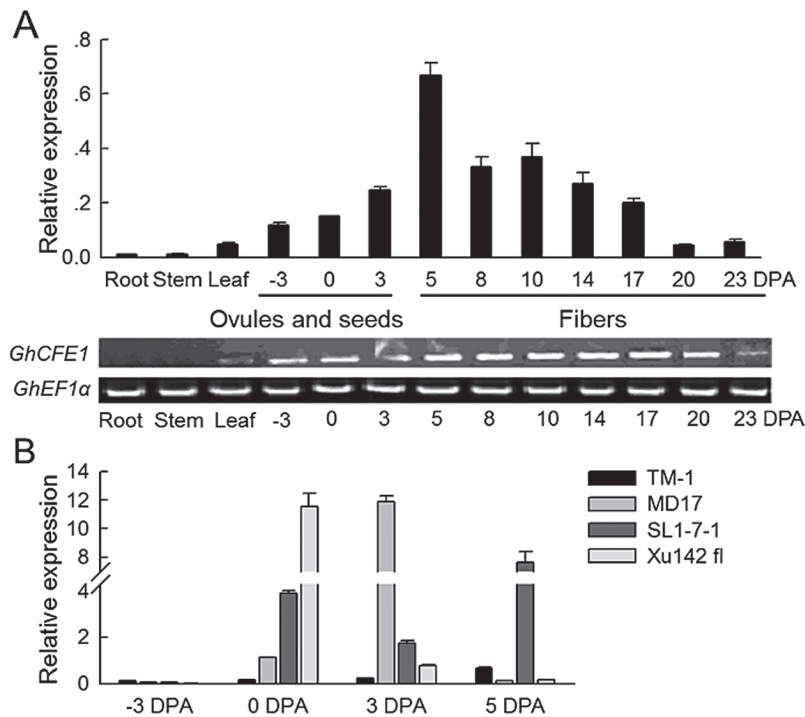 A
Relative expression
.8
.6
.4
.2
0.0
Root Stem Leaf -3 0 3 5 8 10 14 17 20 23 DPA
Ovules and seeds Fibers
GhCFE1
GhEF1α
Root Stem Leaf -3 0 3 5 8 10 14 17 20 23 DPA
B
Relative expression
14
12
10
8
4
2
0
TM-1
MD17
SL1-7-1
Xu142 fl
-3 DPA 0 DPA 3 DPA 5 DPA